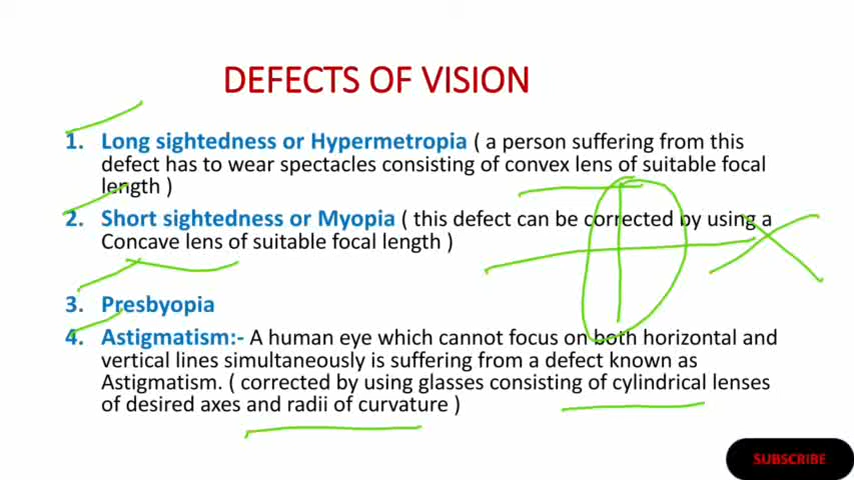 DEFECTS OF VISION
1. Long sightedness or Hypermetropia ( a person suffering from this
defect has to wear spectacles consisting of convex lens of suitable focal
length )
2. Short sightedness or Myopia ( this defect can be corrected by using a
Concave lens of suitable focal length )
3. Presbyopia
4. Astigmatism:- A human eye which cannot focus on both horizontal and
vertical lines simultaneously is suffering from a defect known as
Astigmatism. ( corrected by using glasses consisting of cylindrical lenses
of desired axes and radii of curvature )
SUBSCRIBE